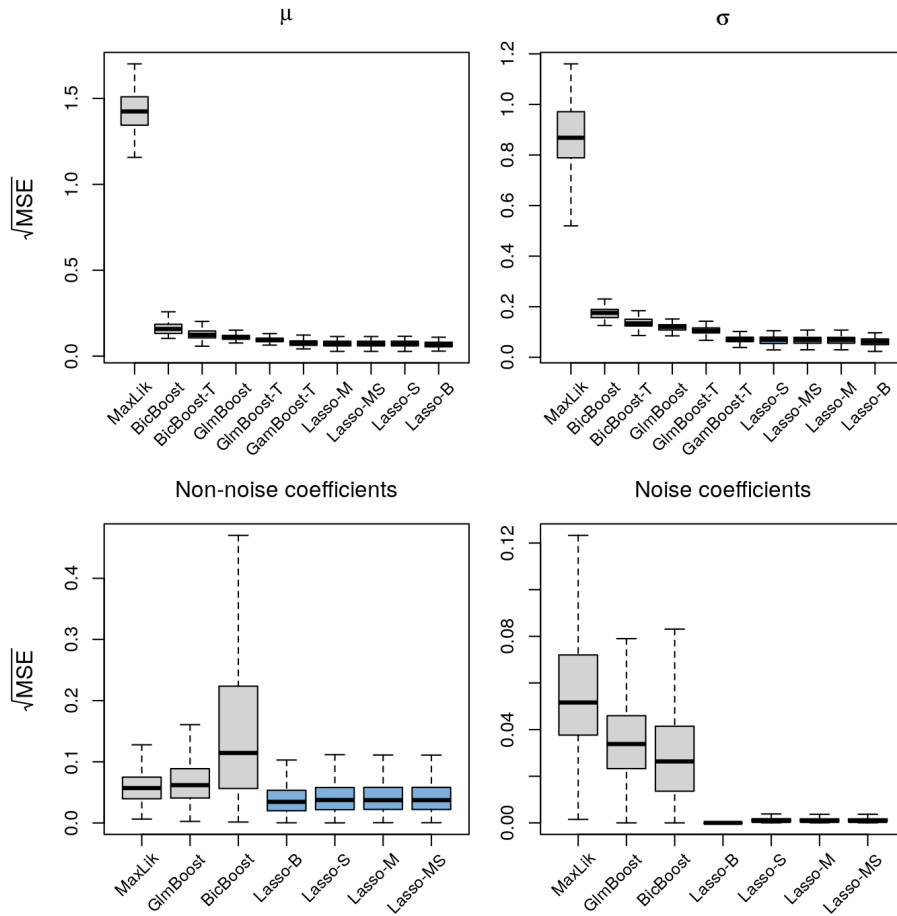 μ
√MSE
0.0 0.5 1.0 1.5
MaxLik BicBoost BicBoost-T GlmBoost GlmBoost-T GamBoost-T Lasso-M Lasso-MS Lasso-S Lasso-B
σ
0.0 0.2 0.4 0.6 0.8 1.0 1.2
MaxLik BicBoost BicBoost-T GlmBoost GlmBoost-T GamBoost-T Lasso-S Lasso-MS Lasso-M Lasso-B
Non-noise coefficients
√MSE
0.0 0.1 0.2 0.3 0.4
MaxLik GlmBoost BicBoost Lasso-B Lasso-S Lasso-M Lasso-MS
Noise coefficients
0.00 0.04 0.08 0.12
MaxLik GlmBoost BicBoost Lasso-B Lasso-S Lasso-M Lasso-MS